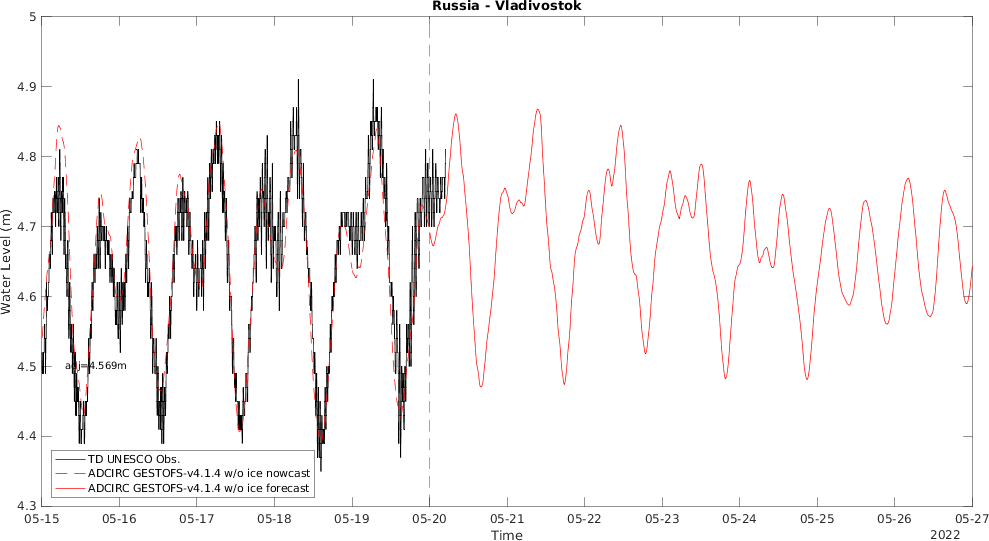 Russia - Vladivostok
5
4.9
4.8
4.7
4.6
4.5
4.4
4.3
Water Level (m)
adj=4.569m
TD UNESCO Obs.
ADCIRC GESTOFS-v4.1.4 w/o ice nowcast
ADCIRC GESTOFS-v4.1.4 w/o ice forecast
05-15 05-16 05-17 05-18 05-19 05-20 05-21 05-22 05-23 05-24 05-25 05-26 05-27
Time
2022